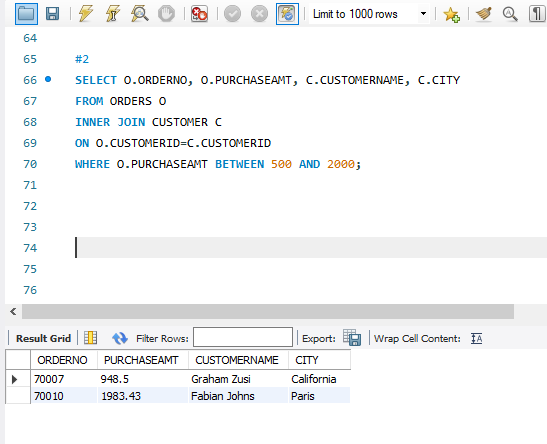 Limit to 1000 rows
64
65 #2
66 SELECT O.ORDERNO, O.PURCHASEAMT, C.CUSTOMERNAME, C.CITY
67 FROM ORDERS O
68 INNER JOIN CUSTOMER C
69 ON O.CUSTOMERID=C.CUSTOMERID
70 WHERE O.PURCHASEAMT BETWEEN 500 AND 2000;
71
72
73
74
75
76
Result Grid Filter Rows: Export: Wrap Cell Content: IA
ORDERNO PURCHASEAMT CUSTOMERNAME CITY
70007 948.5 Graham Zusi California
70010 1983.43 Fabian Johns Paris